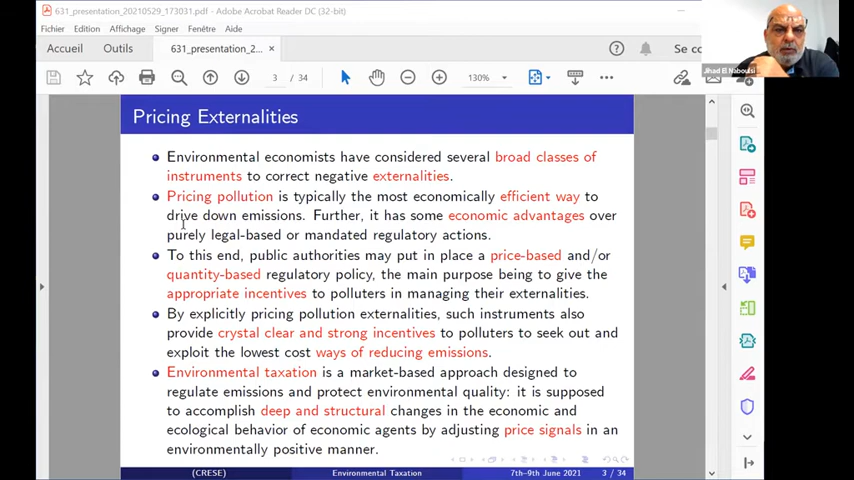 631_presentation_20210529_173031.pdf - Adobe Acrobat Reader DC (32-bit)
Fichier Edition Affichage Signer Fenêtre Aide
Accueil Outils 631_presentation_2... × Se co
3 / 34 130%
Jihad El Naboulsi
Pricing Externalities
Environmental economists have considered several broad classes of
instruments to correct negative externalities.
Pricing pollution is typically the most economically efficient way to
drive down emissions. Further, it has some economic advantages over
purely legal-based or mandated regulatory actions.
To this end, public authorities may put in place a price-based and/or
quantity-based regulatory policy, the main purpose being to give the
appropriate incentives to polluters in managing their externalities.
By explicitly pricing pollution externalities, such instruments also
provide crystal clear and strong incentives to polluters to seek out and
exploit the lowest cost ways of reducing emissions.
Environmental taxation is a market-based approach designed to
regulate emissions and protect environmental quality: it is supposed
to accomplish deep and structural changes in the economic and
ecological behavior of economic agents by adjusting price signals in an
environmentally positive manner.
(CRESE) Environmental Taxation 7th–9th June 2021 3 / 34